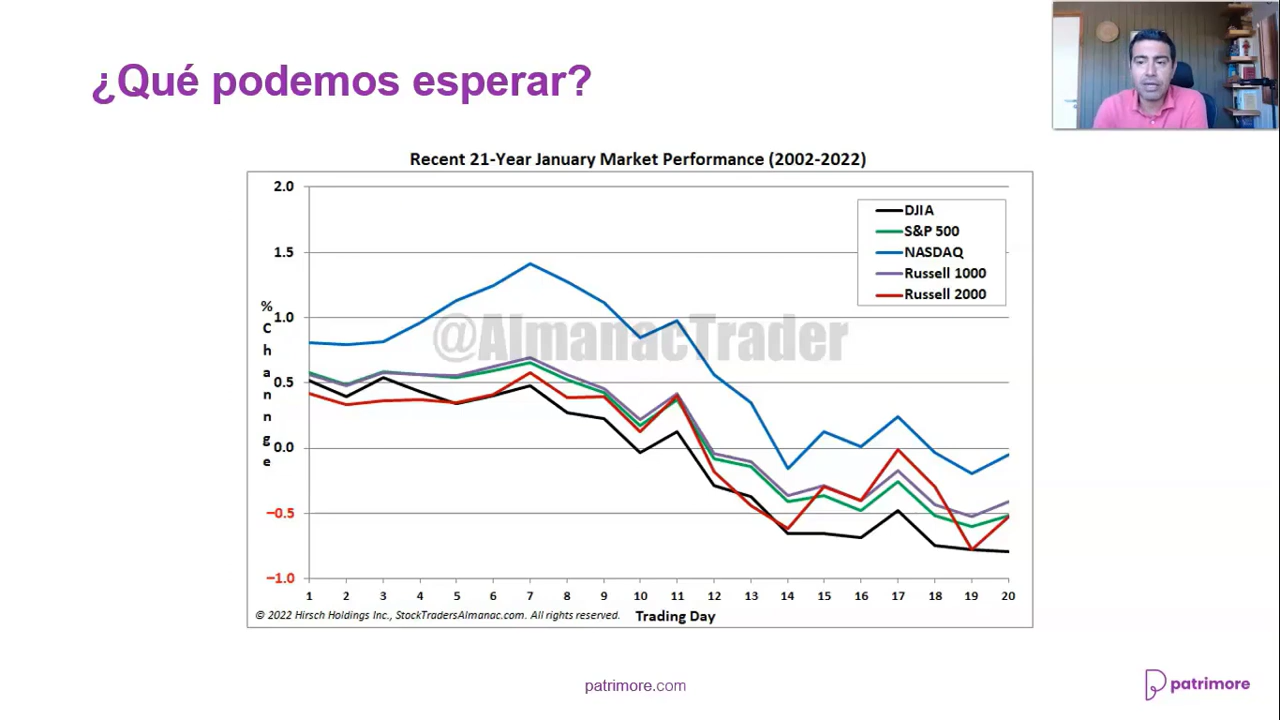 ¿Qué podemos esperar?
Recent 21-Year January Market Performance (2002-2022)
2.0
1.5
1.0
0.5
0.0
−0.5
−1.0
% Change
DJIA
S&P 500
NASDAQ
Russell 1000
Russell 2000
@AlmanacTrader
1 2 3 4 5 6 7 8 9 10 11 12 13 14 15 16 17 18 19 20
© 2022 Hirsch Holdings Inc., StockTradersAlmanac.com. All rights reserved.
Trading Day
patrimore.com
patrimore